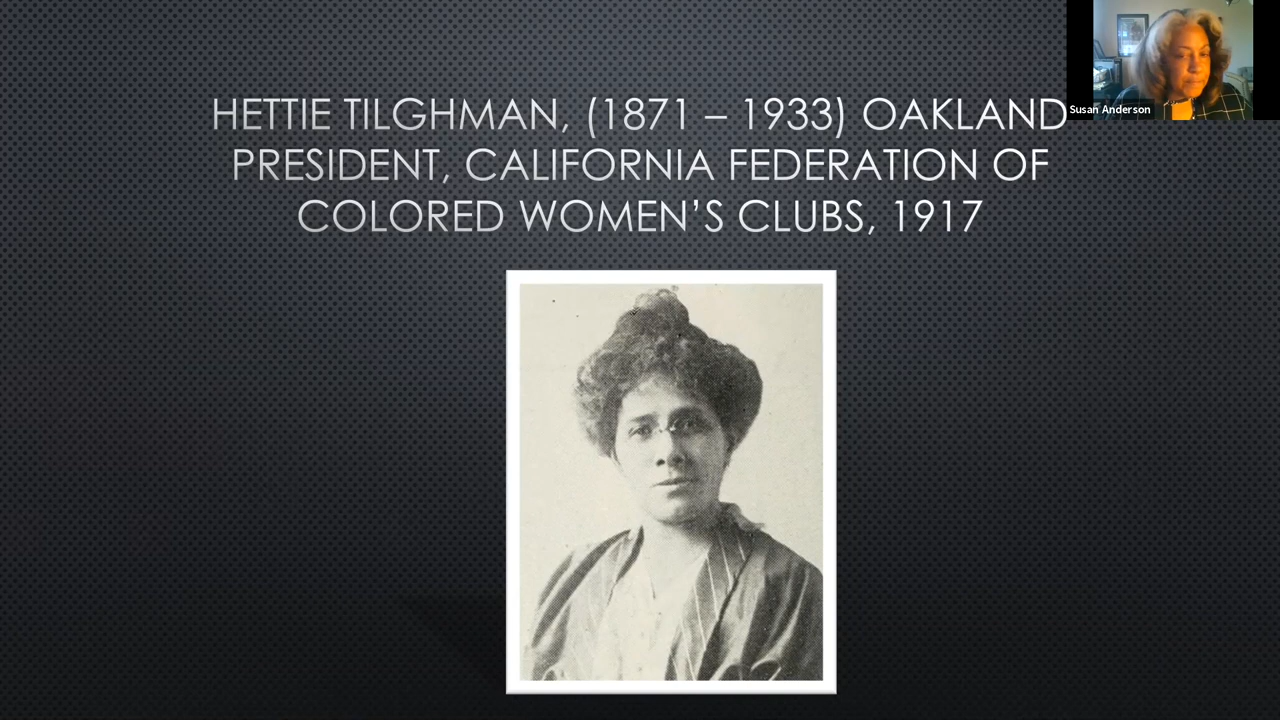 HETTIE TILGHMAN, (1871 – 1933) OAKLAND
PRESIDENT, CALIFORNIA FEDERATION OF
COLORED WOMEN’S CLUBS, 1917
Susan Anderson